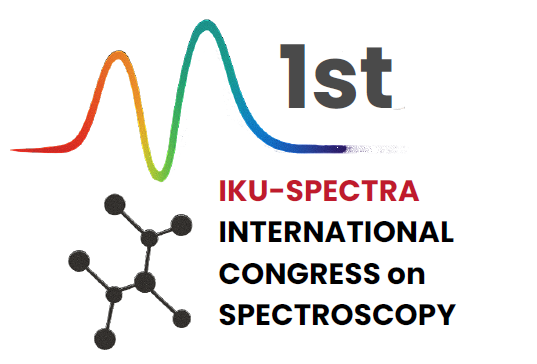 1st
IKU-SPECTRA
INTERNATIONAL
CONGRESS on
SPECTROSCOPY